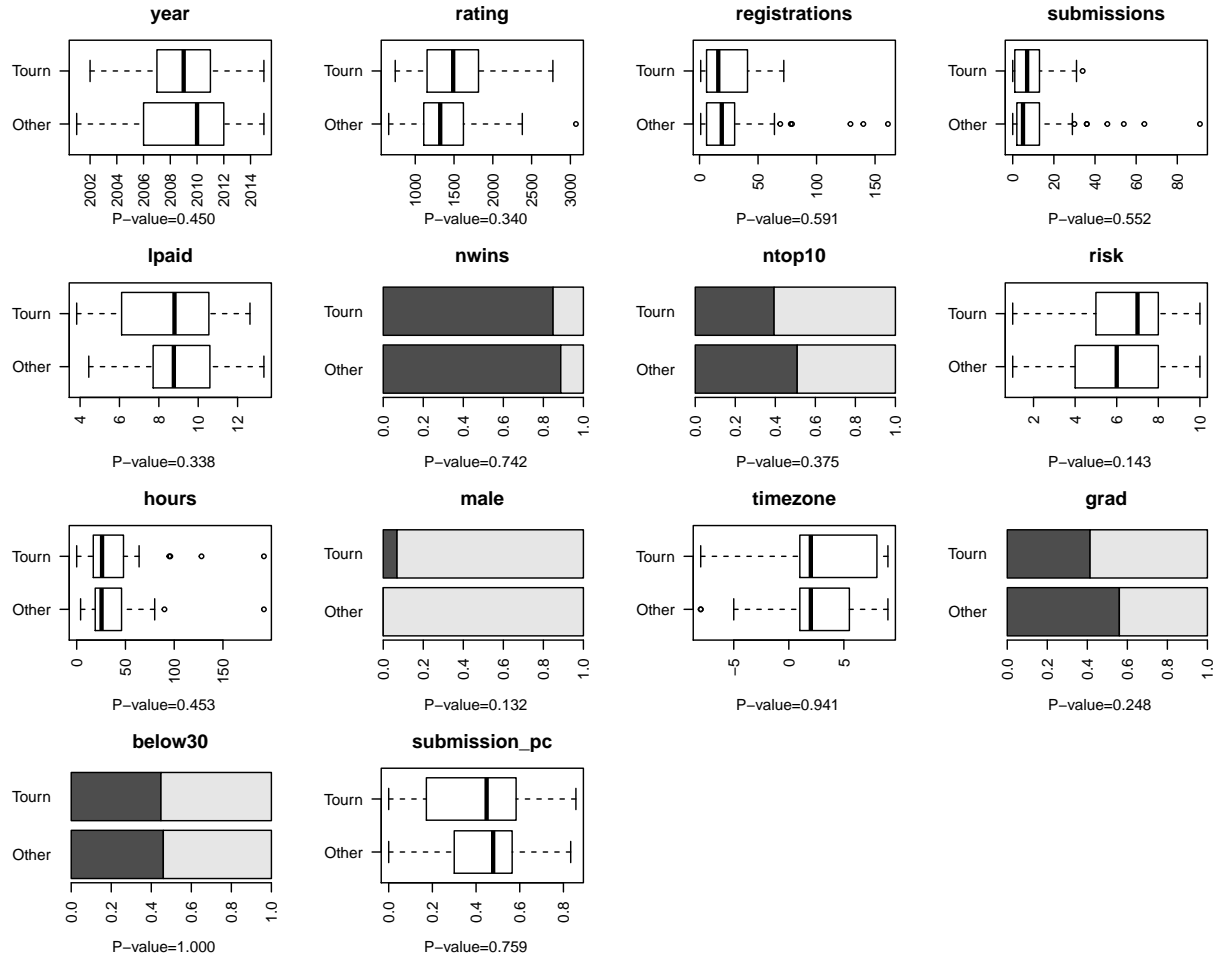 year
Tourn
Other
2002 2004 2006 2008 2010 2012 2014
P−value=0.450
rating
Tourn
Other
1000 1500 2000 2500 3000
P−value=0.340
registrations
Tourn
Other
0 50 100 150
P−value=0.591
submissions
Tourn
Other
0 20 40 60 80
P−value=0.552
lpaid
Tourn
Other
4 6 8 10 12
P−value=0.338
nwins
Tourn
Other
0.0 0.2 0.4 0.6 0.8 1.0
P−value=0.742
ntop10
Tourn
Other
0.0 0.2 0.4 0.6 0.8 1.0
P−value=0.375
risk
Tourn
Other
2 4 6 8 10
P−value=0.143
hours
Tourn
Other
0 50 100 150
P−value=0.453
male
Tourn
Other
0.0 0.2 0.4 0.6 0.8 1.0
P−value=0.132
timezone
Tourn
Other
−5 0 5
P−value=0.941
grad
Tourn
Other
0.0 0.2 0.4 0.6 0.8 1.0
P−value=0.248
below30
Tourn
Other
0.0 0.2 0.4 0.6 0.8 1.0
P−value=1.000
submission_pc
Tourn
Other
0.0 0.2 0.4 0.6 0.8
P−value=0.759